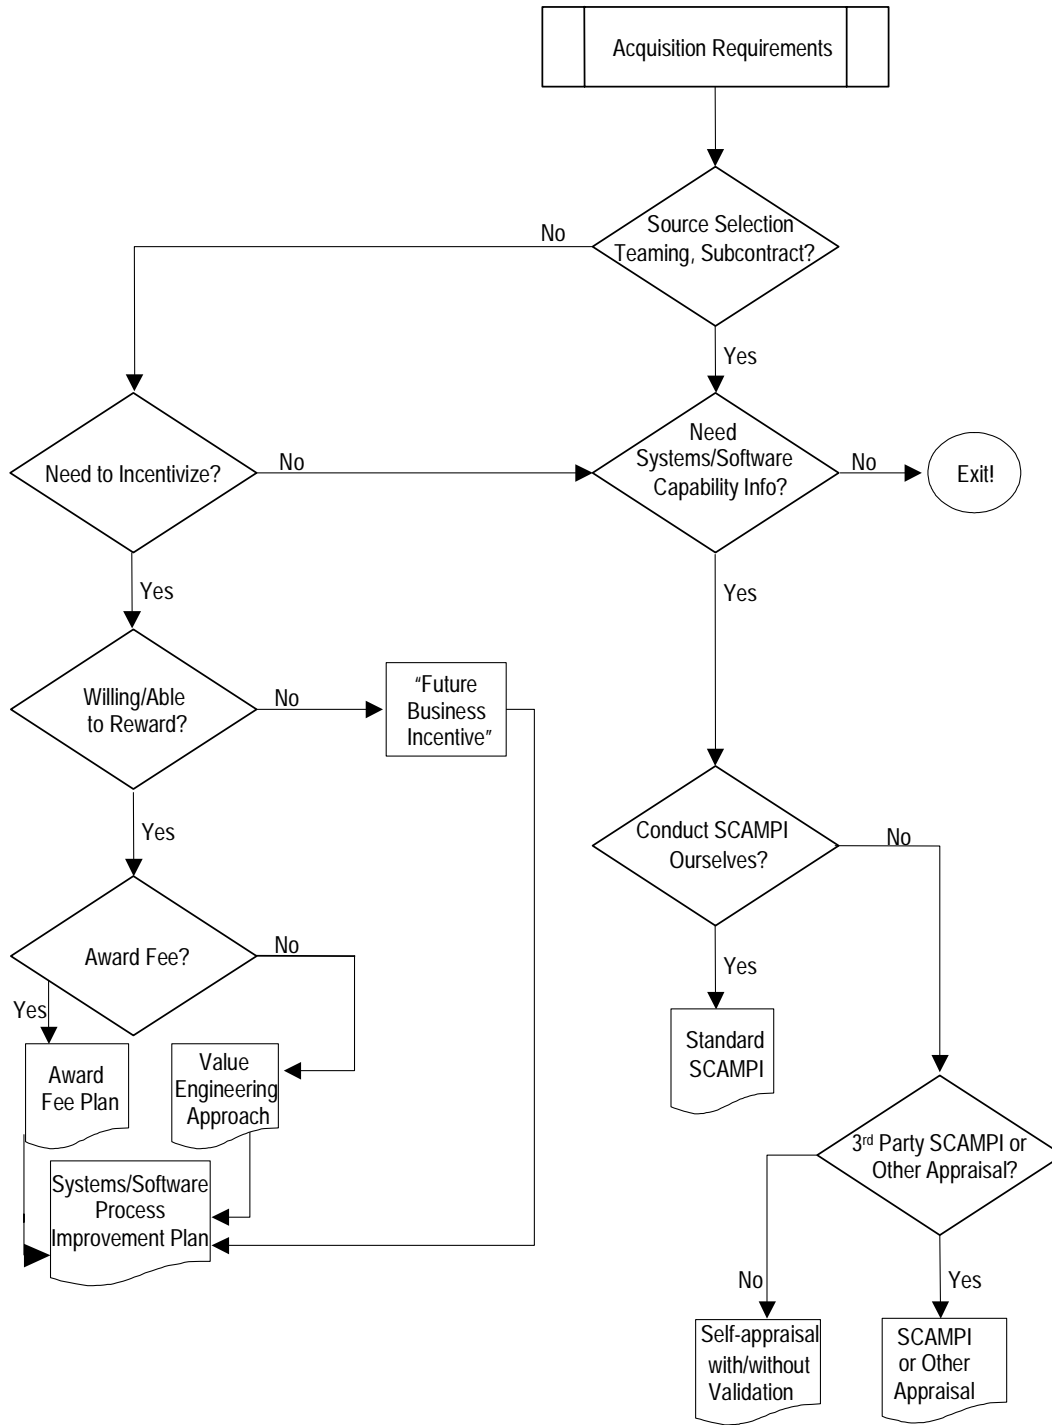 Acquisition Requirements
Source Selection
Teaming, Subcontract?
No
Yes
Need to Incentivize?
No
Need
Systems/Software
Capability Info?
No
Exit!
Yes
Yes
Willing/Able
to Reward?
No
"Future
Business
Incentive"
Yes
Conduct SCAMPI
Ourselves?
No
Award Fee?
No
Yes
Yes
Award
Fee Plan
Value
Engineering
Approach
Standard
SCAMPI
3rd Party SCAMPI or
Other Appraisal?
Systems/Software
Process
Improvement Plan
No
Yes
Self-appraisal
with/without
Validation
SCAMPI
or Other
Appraisal